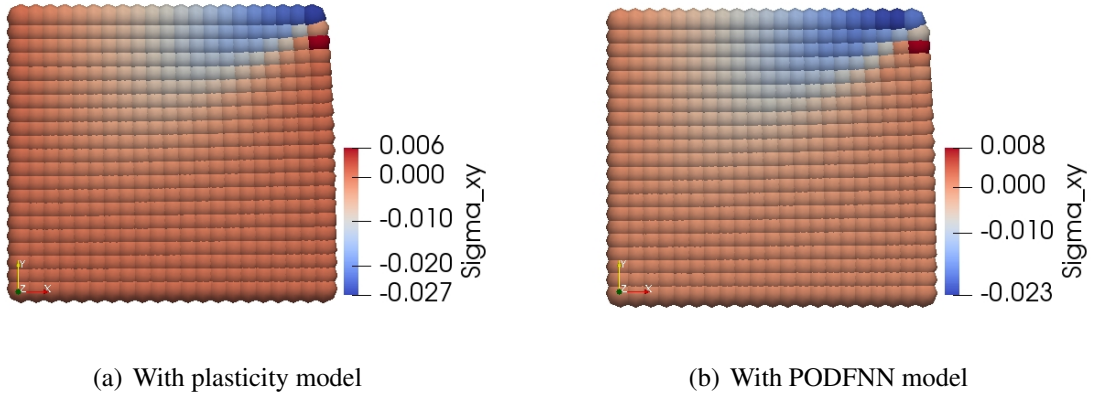 0.006
0.000
-0.010
-0.020
-0.027
Sigma_xy
Y
Z X
(a) With plasticity model
0.008
0.000
-0.010
-0.023
Sigma_xy
Y
Z X
(b) With PODFNN model